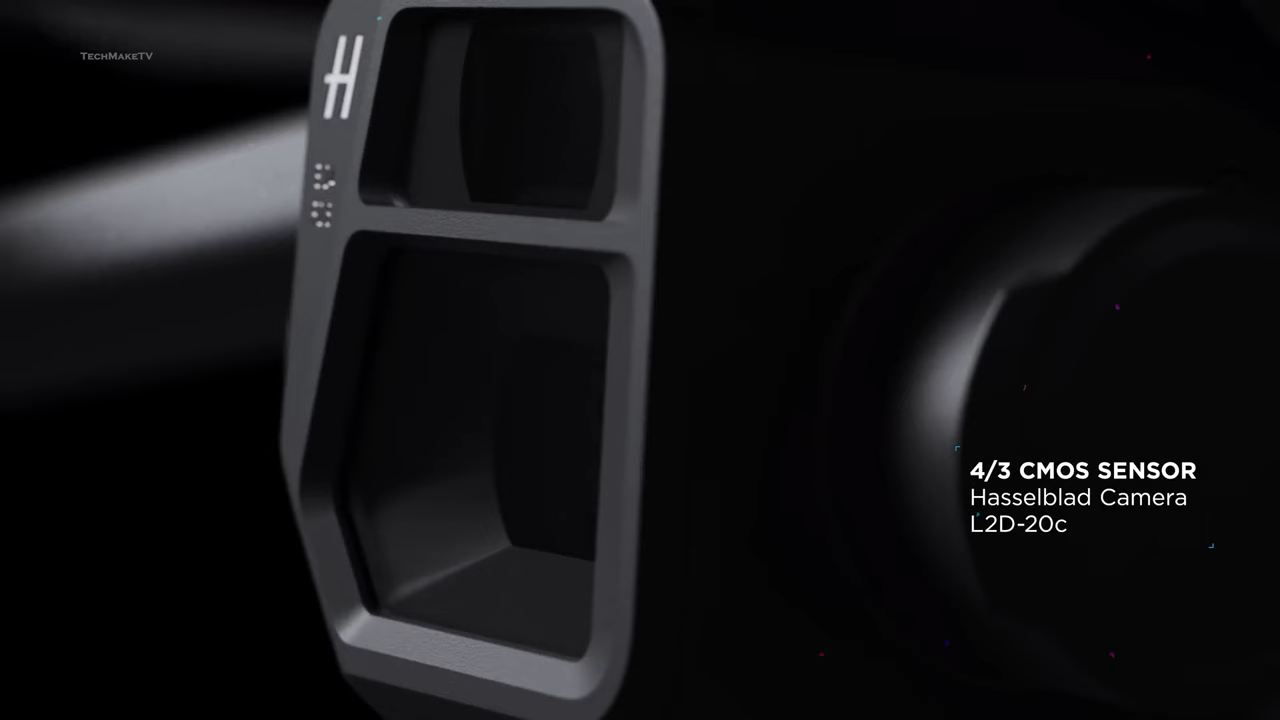 TechMakeTV
H
4/3 CMOS SENSOR
Hasselblad Camera
L2D-20c